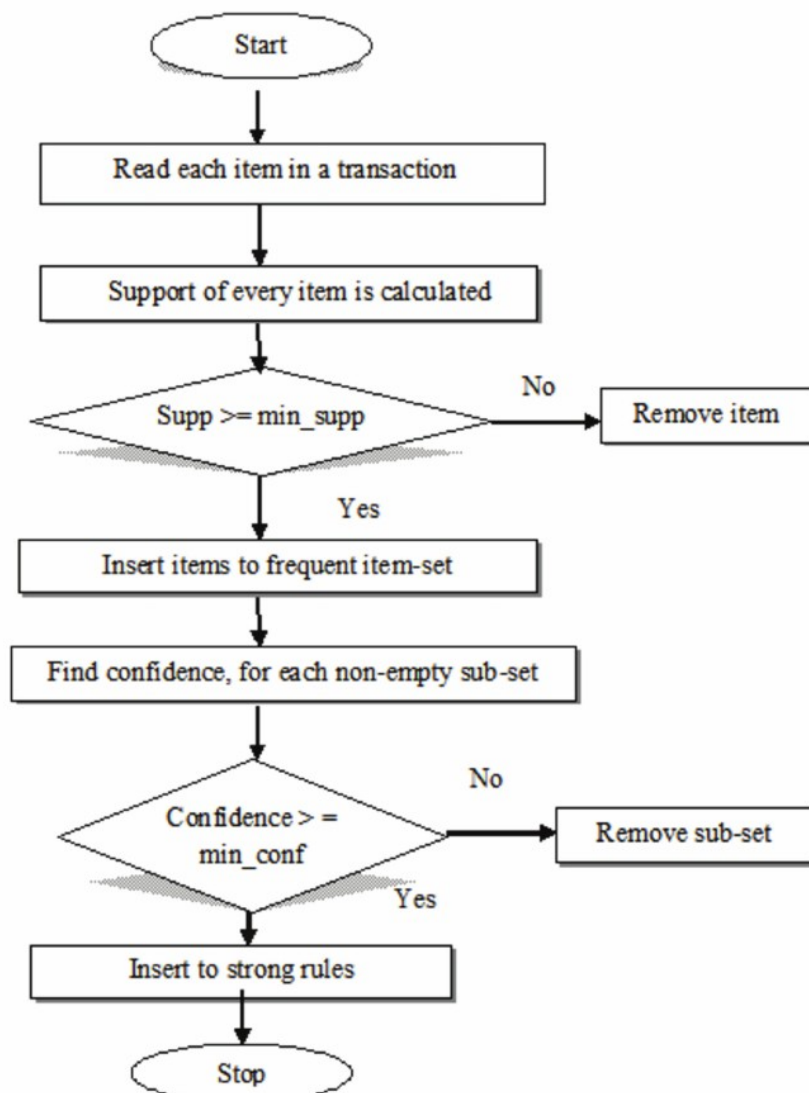 Start
Read each item in a transaction
Support of every item is calculated
Supp >= min_supp
No
Remove item
Yes
Insert items to frequent item-set
Find confidence, for each non-empty sub-set
Confidence > =
min_conf
No
Remove sub-set
Yes
Insert to strong rules
Stop